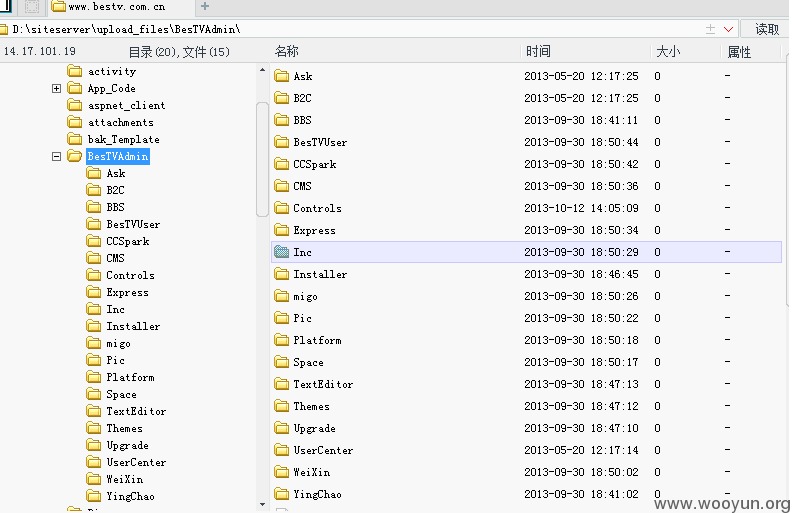 www.bestv.com.cn
D:\siteserver\upload_files\BesTVAdmin\ 读取
14.17.101.19 目录(20),文件(15) 名称 时间 大小 属性
activity
App_Code
aspnet_client
attachments
bak_Template
BesTVAdmin
Ask
B2C
BBS
BesTVUser
CCSpark
CMS
Controls
Express
Inc
Installer
migo
Pic
Platform
Space
TextEditor
Themes
Upgrade
UserCenter
WeiXin
YingChao
Ask 2013-05-20 12:17:25 0 -
B2C 2013-05-20 12:17:25 0 -
BBS 2013-09-30 18:41:11 0 -
BesTVUser 2013-09-30 18:50:44 0 -
CCSpark 2013-09-30 18:50:42 0 -
CMS 2013-09-30 18:50:36 0 -
Controls 2013-10-12 14:05:09 0 -
Express 2013-09-30 18:50:34 0 -
Inc 2013-09-30 18:50:29 0 -
Installer 2013-09-30 18:46:45 0 -
migo 2013-09-30 18:50:26 0 -
Pic 2013-09-30 18:50:22 0 -
Platform 2013-09-30 18:50:18 0 -
Space 2013-09-30 18:50:17 0 -
TextEditor 2013-09-30 18:47:13 0 -
Themes 2013-09-30 18:47:12 0 -
Upgrade 2013-09-30 18:47:10 0 -
UserCenter 2013-05-20 12:17:14 0 -
WeiXin 2013-09-30 18:50:02 0 -
YingChao 2013-09-30 18:41:02 0 -
www.wooyun.org